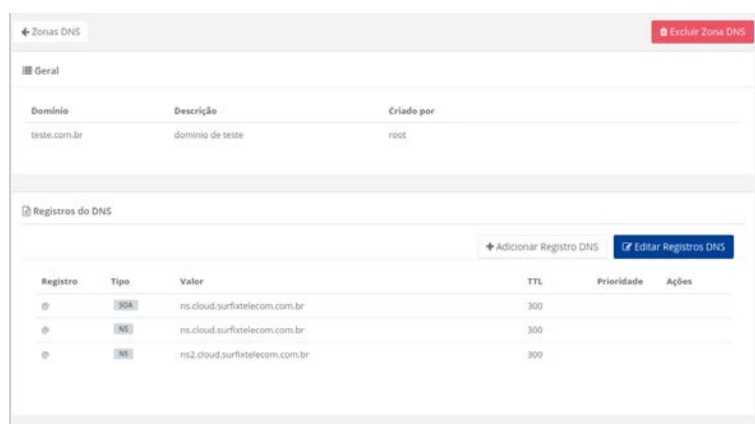 Zonas DNS
Excluir Zona DNS
Geral
Domínio Descrição Criado por
teste.com.br dominio de teste root
Registros do DNS
Adicionar Registro DNS Editar Registros DNS
Registro Tipo Valor TTL Prioridade Ações
@ SOA ns.cloud.surfixtelecom.com.br 300
@ NS ns.cloud.surfixtelecom.com.br 300
@ NS ns2.cloud.surfixtelecom.com.br 300